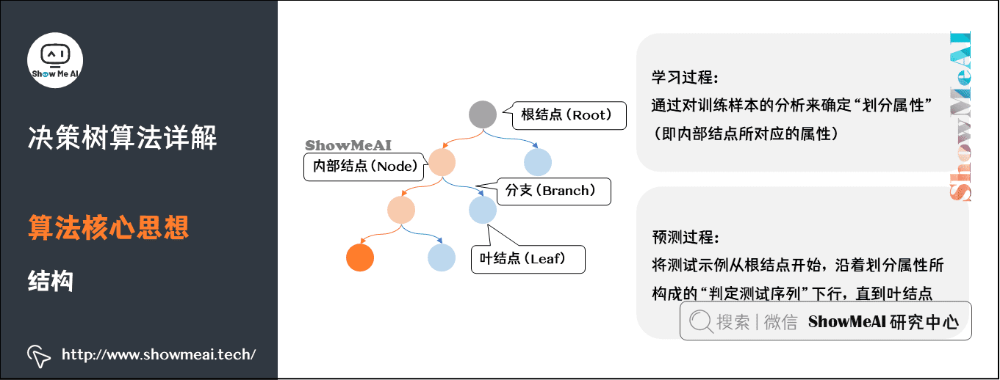 Show Me AI
决策树算法详解
算法核心思想
结构
http://www.showmeai.tech/
根结点（Root）
ShowMeAI
内部结点（Node）
分支（Branch）
叶结点（Leaf）
学习过程：
通过对训练样本的分析来确定“划分属性”
（即内部结点所对应的属性）
预测过程：
将测试示例从根结点开始，沿着划分属性所
构成的“判定测试序列”下行，直到叶结点
搜索 | 微信 ShowMeAI 研究中心
ShowMeAI